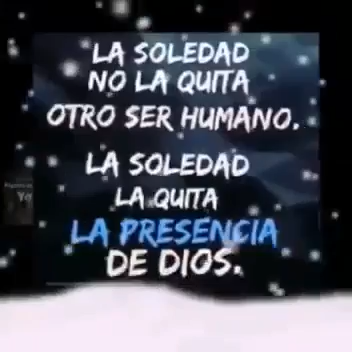 LA SOLEDAD
NO LA QUITA
OTRO SER HUMANO.
LA SOLEDAD
LA QUITA
LA PRESENCIA
DE DIOS.